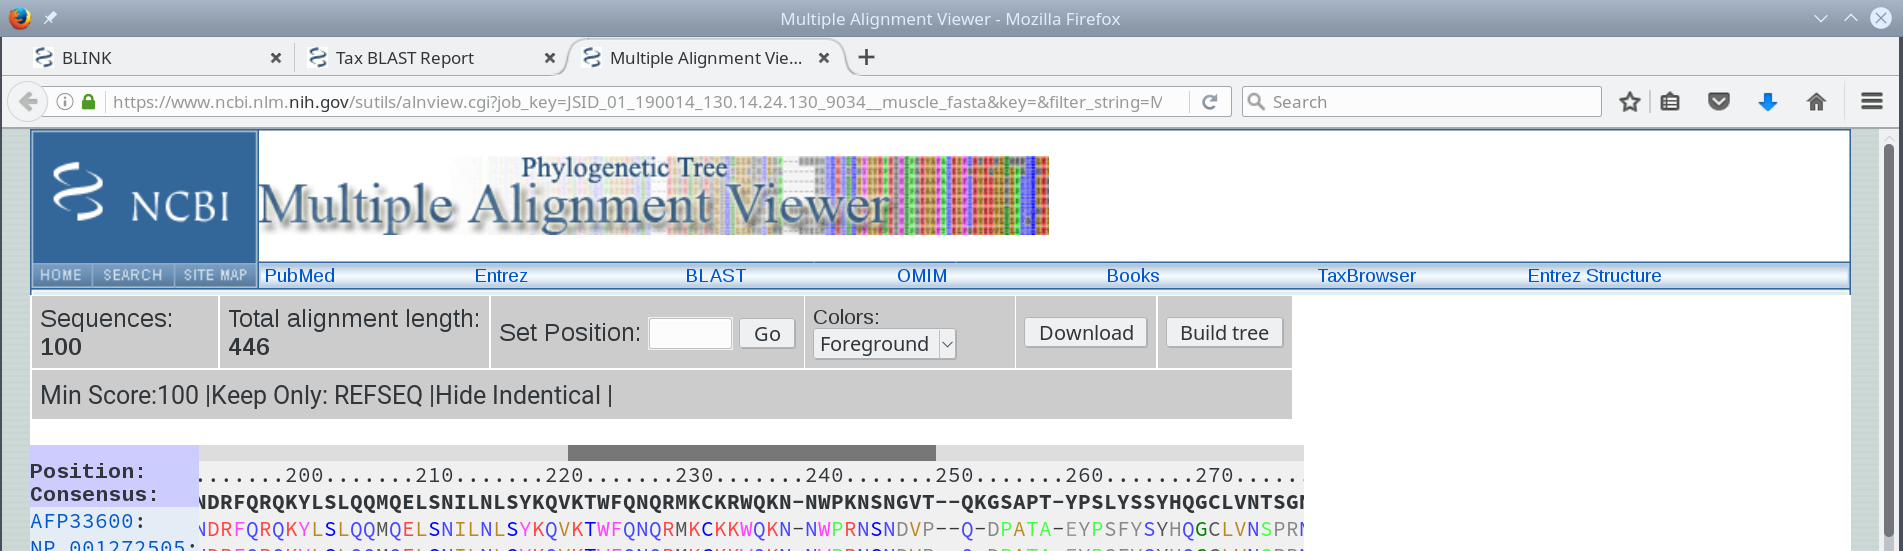 Multiple Alignment Viewer - Mozilla Firefox
BLINK
Tax BLAST Report
Multiple Alignment Vie...
https://www.ncbi.nlm.nih.gov/sutils/alnview.cgi?job_key=JSID_01_190014_130.14.24.130_9034__muscle_fasta&key=&filter_string=M
Search
NCBI
Phylogenetic Tree
Multiple Alignment Viewer
HOME SEARCH SITE MAP
PubMed Entrez BLAST OMIM Books TaxBrowser Entrez Structure
Sequences:
100
Total alignment length:
446
Set Position: Go
Colors:
Foreground
Download
Build tree
Min Score:100 |Keep Only: REFSEQ |Hide Indentical |
Position: .......200.......210.......220.......230.......240.......250.......260.......270.....
Consensus: NDRFQRQKYLSLQQMQELSNILNLSYKQVKTWFQNQRMKCKRWQKN-NWPKNSNGVT--QKGSAPT-YPSLYSSYHQGCLVNTSGN
AFP33600: NDRFQRQKYLSLQQMQELSNILNLSYKQVKTWFQNQRMKCKKWQKN-NWPRNSNDVP--Q-DPATA-EYPSFYSYHQGCLVNSPRN
NP_001272505: